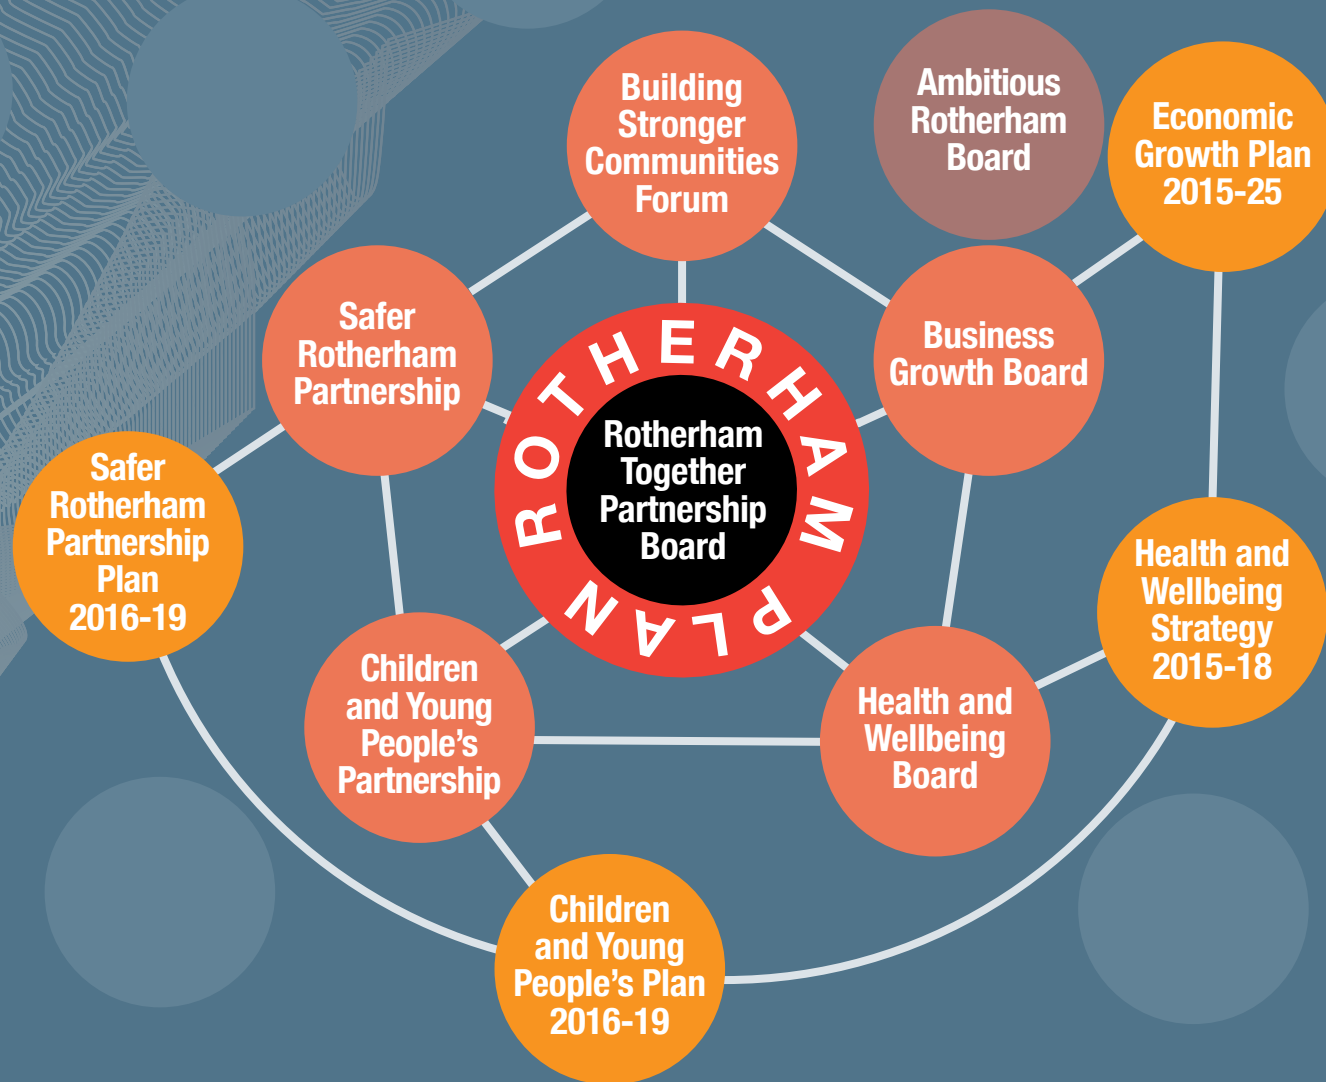 Building
Stronger
Communities
Forum
Ambitious
Rotherham
Board
Economic
Growth Plan
2015-25
Safer
Rotherham
Partnership
Business
Growth Board
ROTHERHAM PLAN
Rotherham
Together
Partnership
Board
Safer
Rotherham
Partnership
Plan
2016-19
Health and
Wellbeing
Strategy
2015-18
Children
and Young
People’s
Partnership
Health and
Wellbeing
Board
Children
and Young
People’s Plan
2016-19